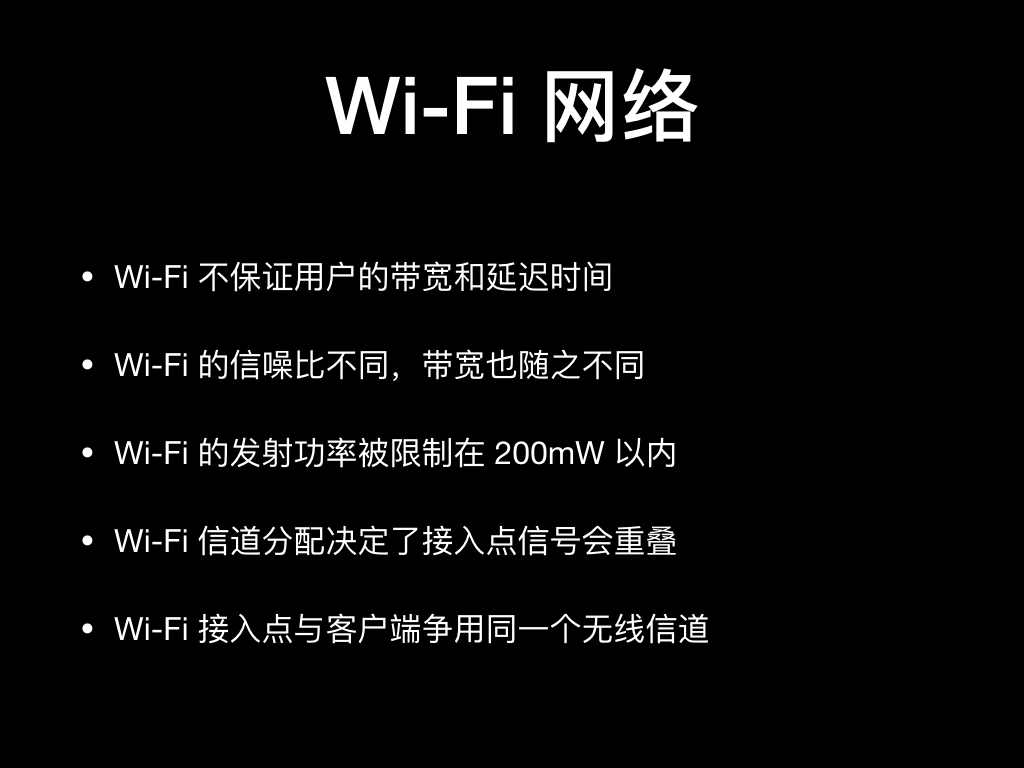 Wi-Fi 网络
• Wi-Fi 不保证用户的带宽和延迟时间
• Wi-Fi 的信噪比不同，带宽也随之不同
• Wi-Fi 的发射功率被限制在 200mW 以内
• Wi-Fi 信道分配决定了接入点信号会重叠
• Wi-Fi 接入点与客户端争用同一个无线信道